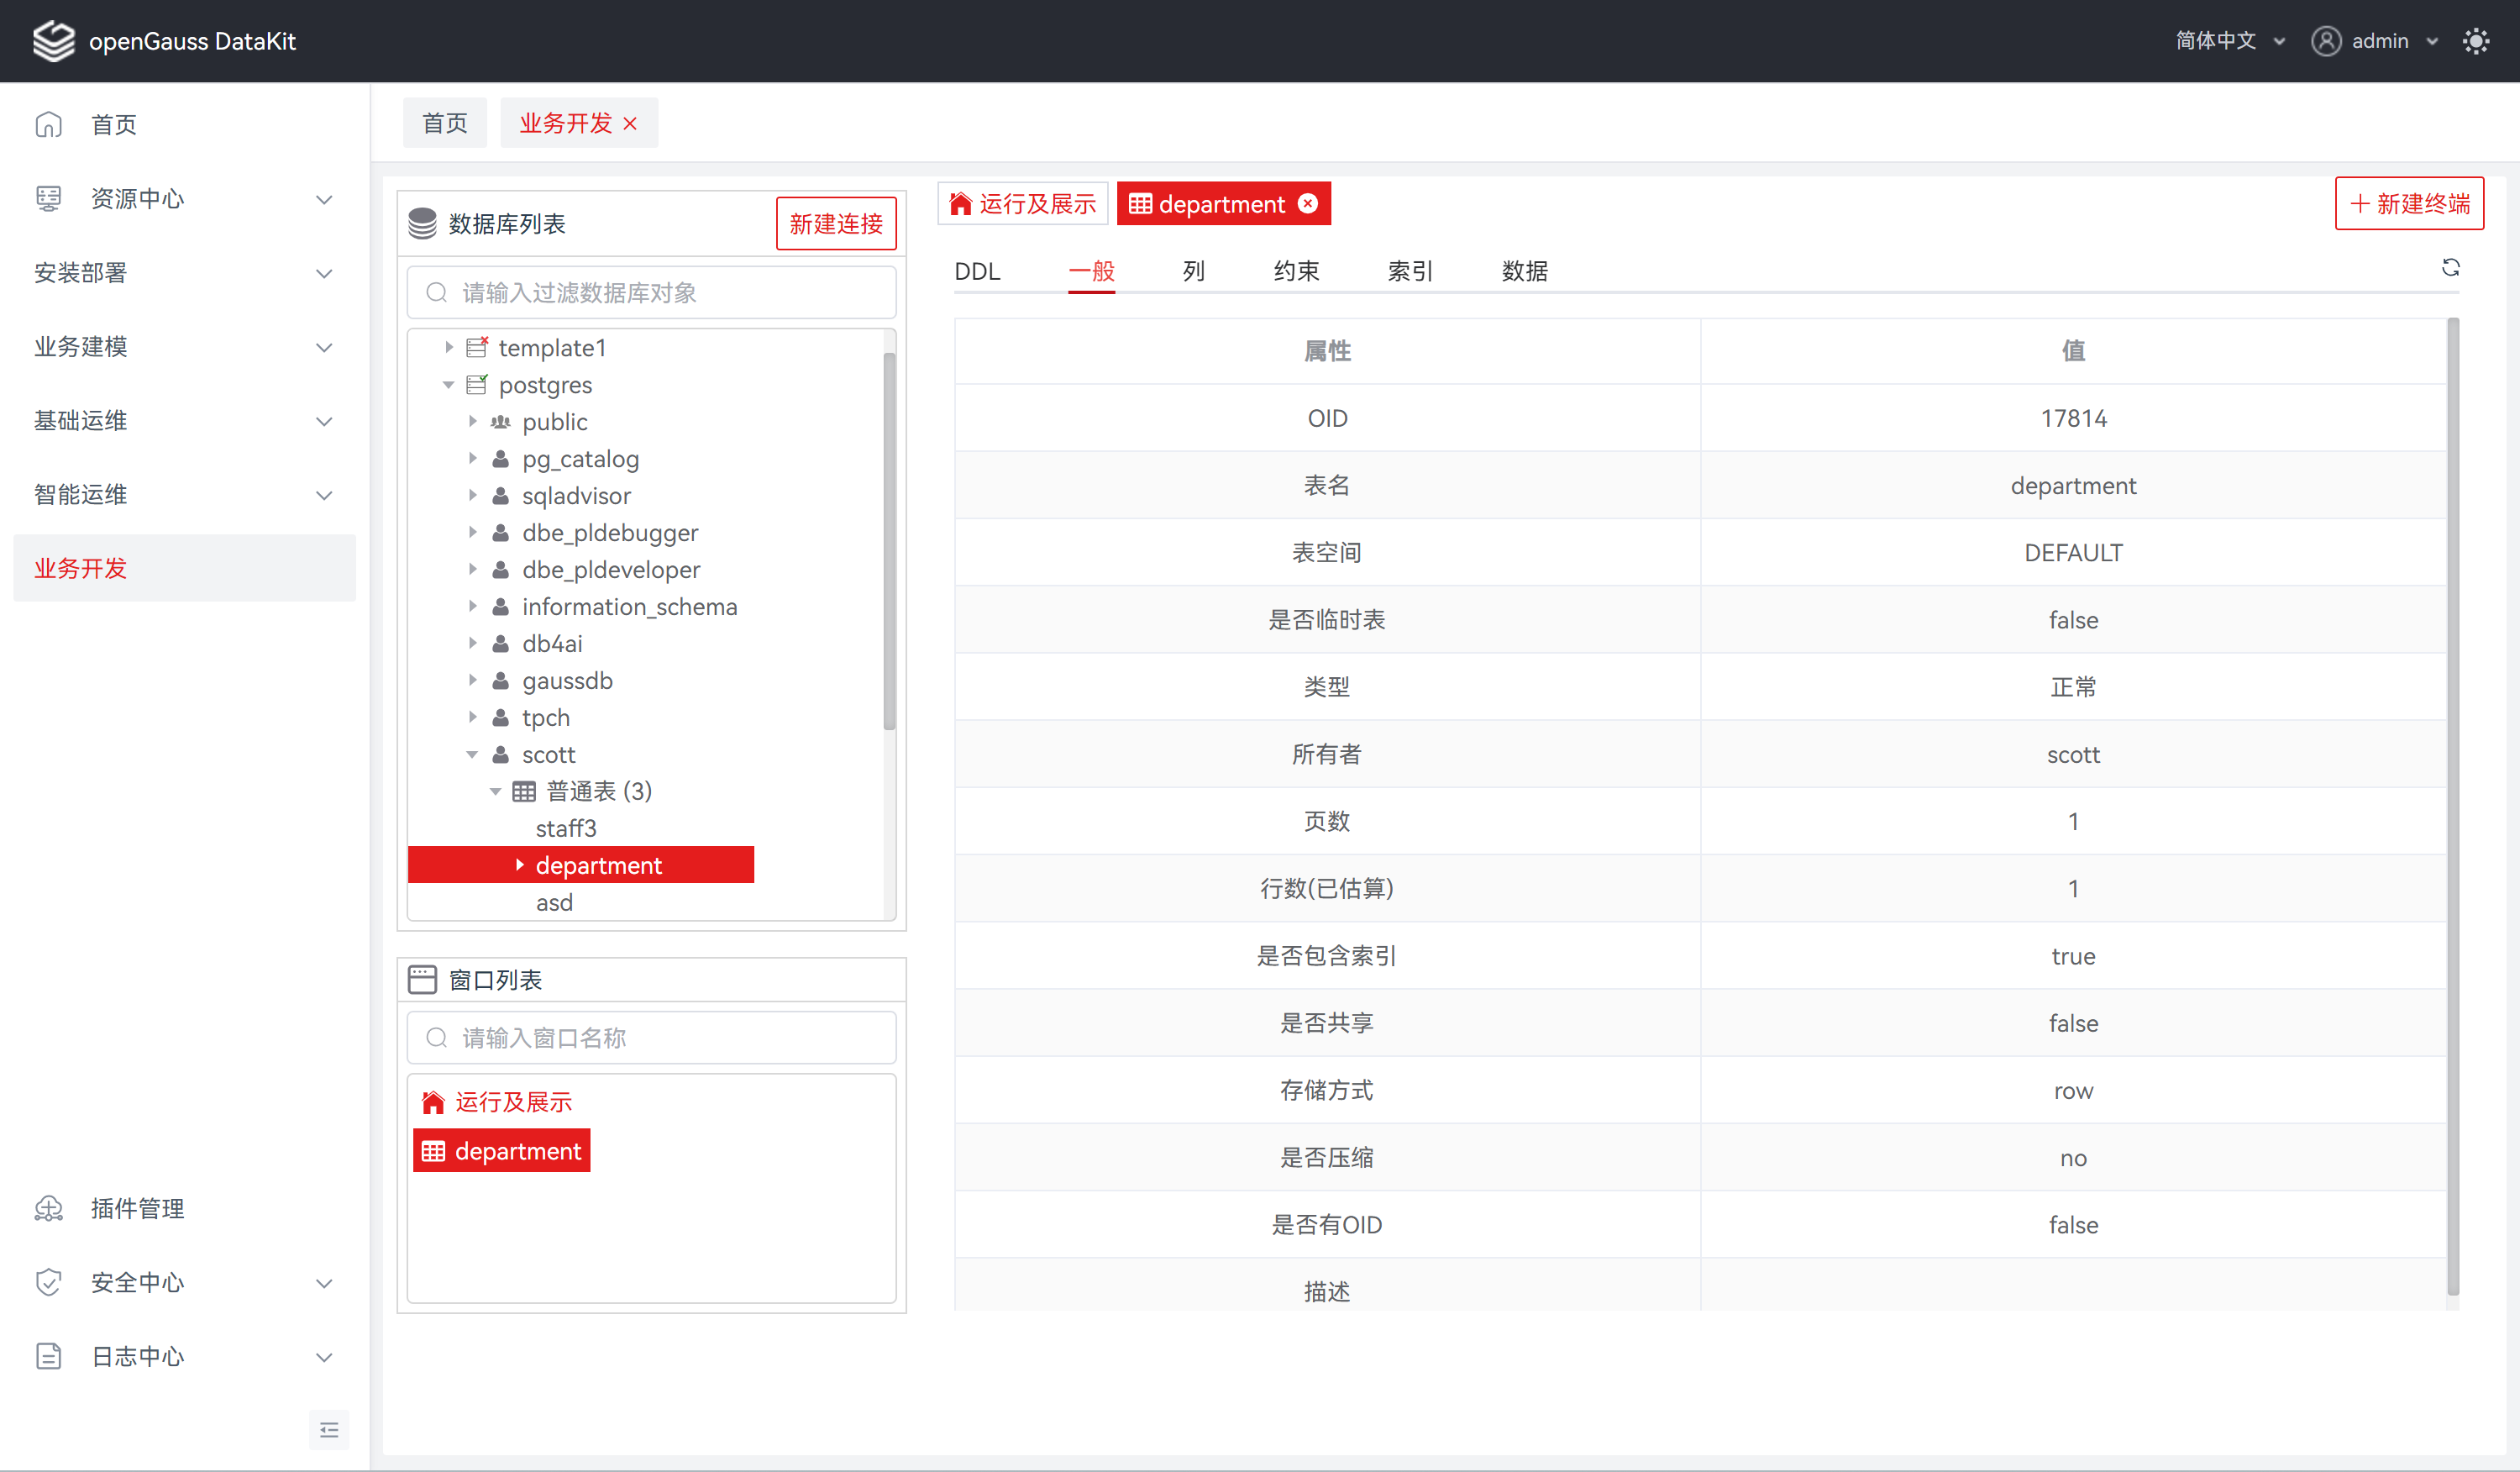 openGauss DataKit
简体中文 admin
首页
资源中心
安装部署
业务建模
基础运维
智能运维
业务开发
插件管理
安全中心
日志中心
首页 业务开发
数据库列表 新建连接
请输入过滤数据库对象
template1
postgres
public
pg_catalog
sqladvisor
dbe_pldebugger
dbe_pldeveloper
information_schema
db4ai
gaussdb
tpch
scott
普通表 (3)
staff3
department
asd
窗口列表
请输入窗口名称
运行及展示
department
运行及展示 department 新建终端
DDL 一般 列 约束 索引 数据
属性 值
OID 17814
表名 department
表空间 DEFAULT
是否临时表 false
类型 正常
所有者 scott
页数 1
行数(已估算) 1
是否包含索引 true
是否共享 false
存储方式 row
是否压缩 no
是否有OID false
描述